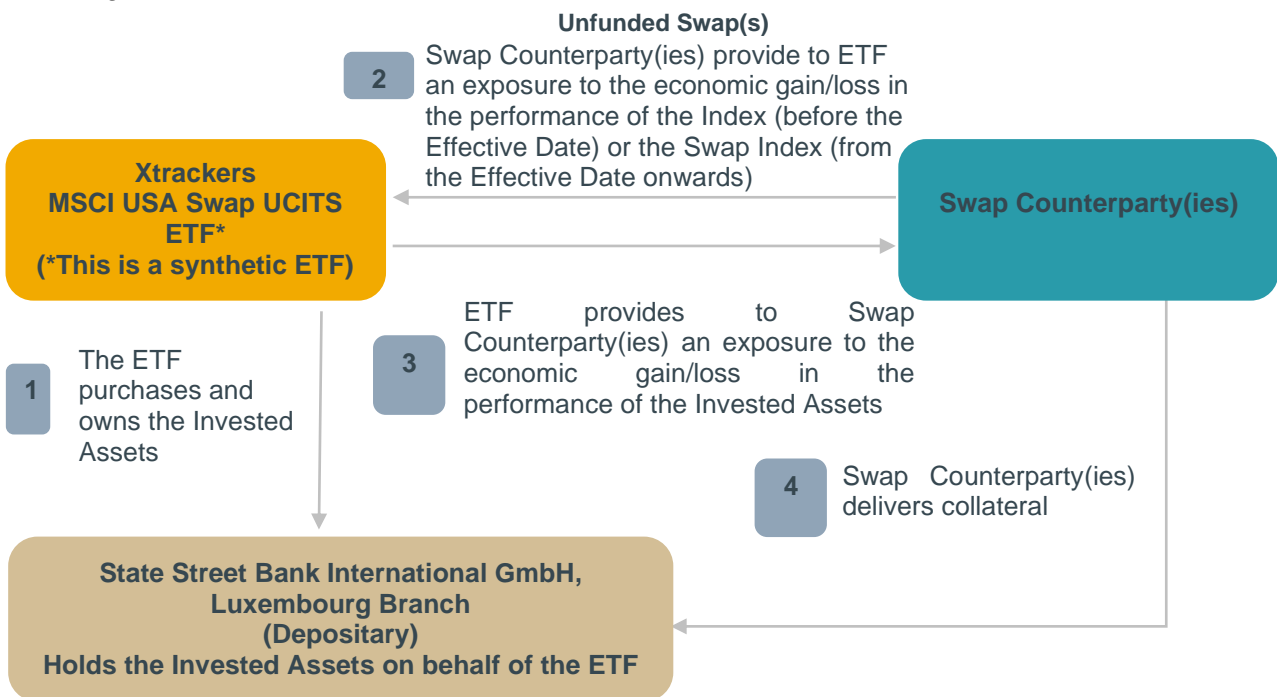 Unfunded Swap(s)
2
Swap Counterparty(ies) provide to ETF
an exposure to the economic gain/loss in
the performance of the Index (before the
Effective Date) or the Swap Index (from
the Effective Date onwards)
Xtrackers
MSCI USA Swap UCITS
ETF*
(*This is a synthetic ETF)
Swap Counterparty(ies)
1
The ETF
purchases and
owns the Invested
Assets
3
ETF provides to Swap
Counterparty(ies) an exposure to the
economic gain/loss in the
performance of the Invested Assets
4
Swap Counterparty(ies)
delivers collateral
State Street Bank International GmbH,
Luxembourg Branch
(Depositary)
Holds the Invested Assets on behalf of the ETF